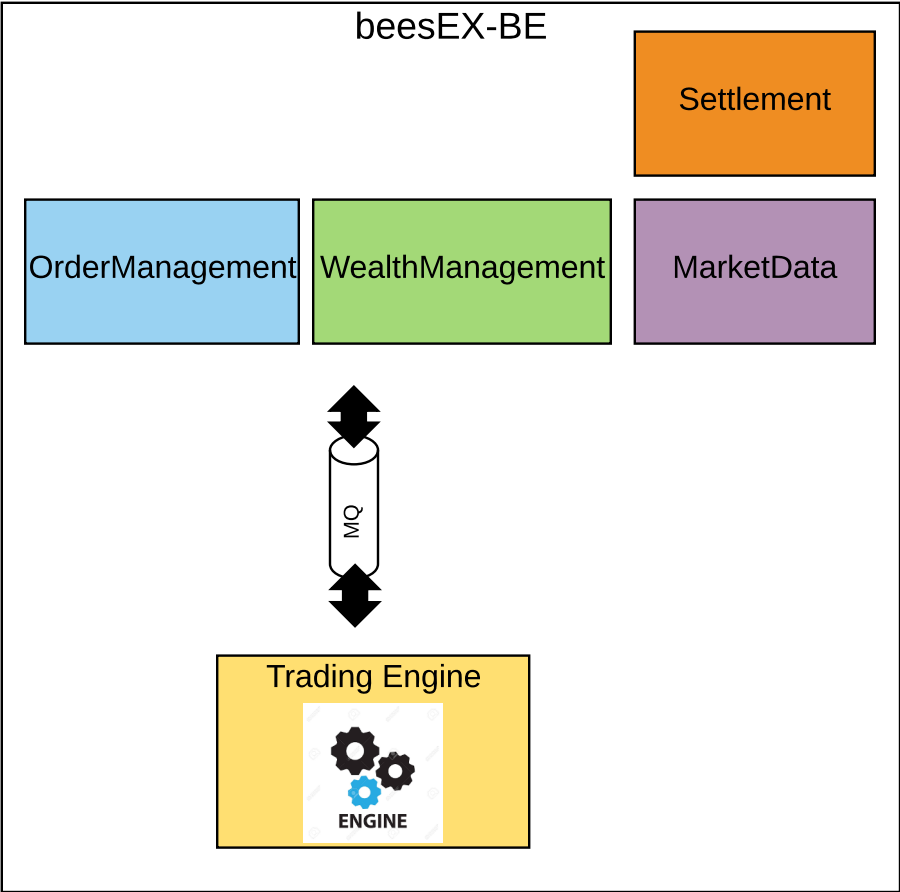 beesEX-BE
Settlement
OrderManagement
WealthManagement
MarketData
MQ
Trading Engine
ENGINE